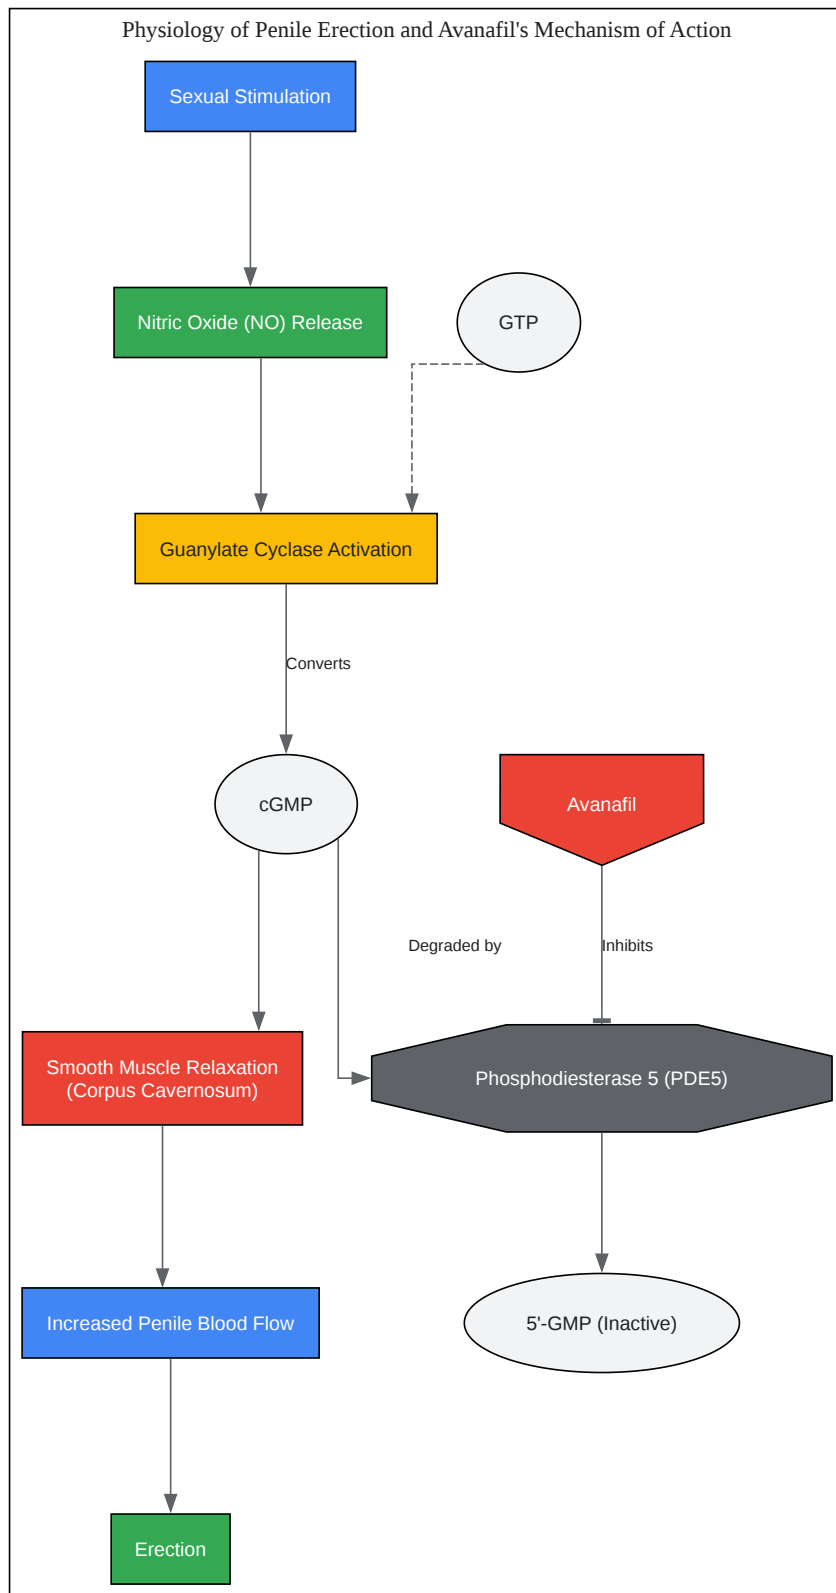 Physiology of Penile Erection and Avanafil's Mechanism of Action
Sexual Stimulation
Nitric Oxide (NO) Release
GTP
Guanylate Cyclase Activation
Converts
cGMP
Avanafil
Degraded by
Inhibits
Smooth Muscle Relaxation
(Corpus Cavernosum)
Phosphodiesterase 5 (PDE5)
Increased Penile Blood Flow
5'-GMP (Inactive)
Erection